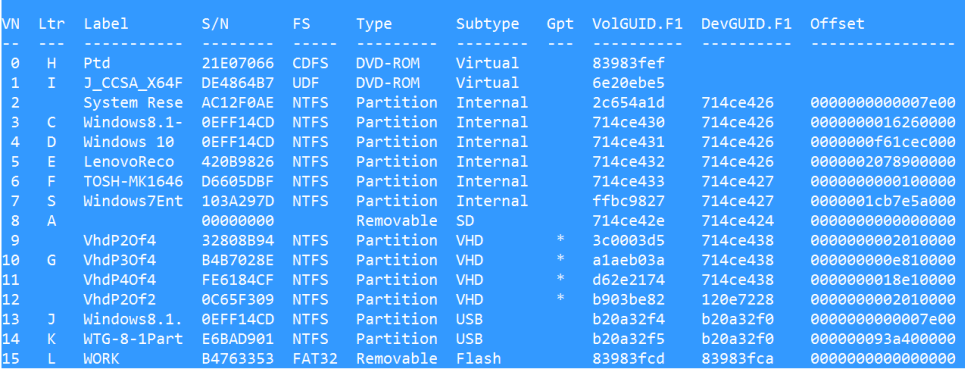 VN Ltr Label S/N FS Type Subtype Gpt VolGUID.F1 DevGUID.F1 Offset
-- --- ----------- -------- ----- --------- --------- --- ---------- ---------- ----------------
0 H Ptd 21E07066 CDFS DVD-ROM Virtual 83983fef
1 I J_CCSA_X64F DE4864B7 UDF DVD-ROM Virtual 6e20ebe5
2 System Rese AC12F0AE NTFS Partition Internal 2c654a1d 714ce426 0000000000007e00
3 C Windows8.1- 0EFF14CD NTFS Partition Internal 714ce430 714ce426 0000000016260000
4 D Windows 10 0EFF14CD NTFS Partition Internal 714ce431 714ce426 0000000f61cec000
5 E LenovoReco 420B9826 NTFS Partition Internal 714ce432 714ce426 0000002078900000
6 F TOSH-MK1646 D6605DBF NTFS Partition Internal 714ce433 714ce427 0000000000100000
7 S Windows7Ent 103A297D NTFS Partition Internal ffbc9827 714ce427 0000001cb7e5a000
8 A 00000000 Removable SD 714ce42e 714ce424 0000000000000000
9 VhdP2Of4 32808B94 NTFS Partition VHD * 3c0003d5 714ce438 0000000002010000
10 G VhdP3Of4 B4B7028E NTFS Partition VHD * a1aeb03a 714ce438 000000000e810000
11 VhdP4Of4 FE6184CF NTFS Partition VHD * d62e2174 714ce438 0000000018e10000
12 VhdP2Of2 0C65F309 NTFS Partition VHD * b903be82 120e7228 0000000002010000
13 J Windows8.1. 0EFF14CD NTFS Partition USB b20a32f4 b20a32f0 0000000000007e00
14 K WTG-8-1Part E6BAD901 NTFS Partition USB b20a32f5 b20a32f0 000000093a400000
15 L WORK B4763353 FAT32 Removable Flash 83983fcd 83983fca 0000000000000000